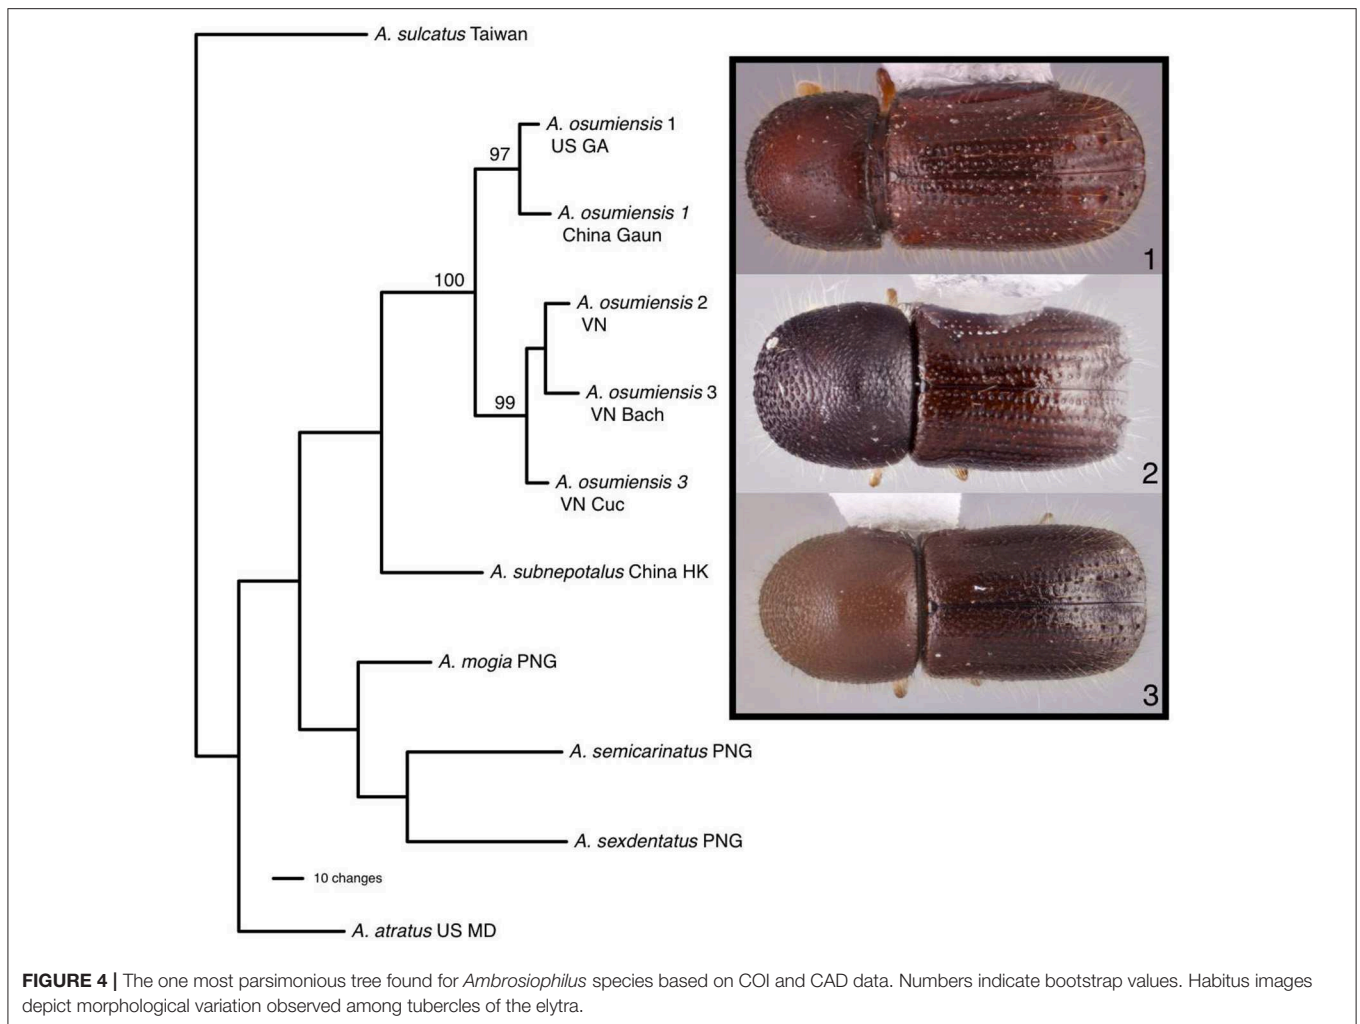 A. sulcatus Taiwan
A. osumiensis 1
US GA
97
A. osumiensis 1
China Gaun
100
A. osumiensis 2
VN
99
A. osumiensis 3
VN Bach
A. osumiensis 3
VN Cuc
A. subnepotalus China HK
A. mogia PNG
A. semicarinatus PNG
A. sexdentatus PNG
10 changes
A. atratus US MD
1
2
3
FIGURE 4 | The one most parsimonious tree found for Ambrosiophilus species based on COI and CAD data. Numbers indicate bootstrap values. Habitus images
depict morphological variation observed among tubercles of the elytra.